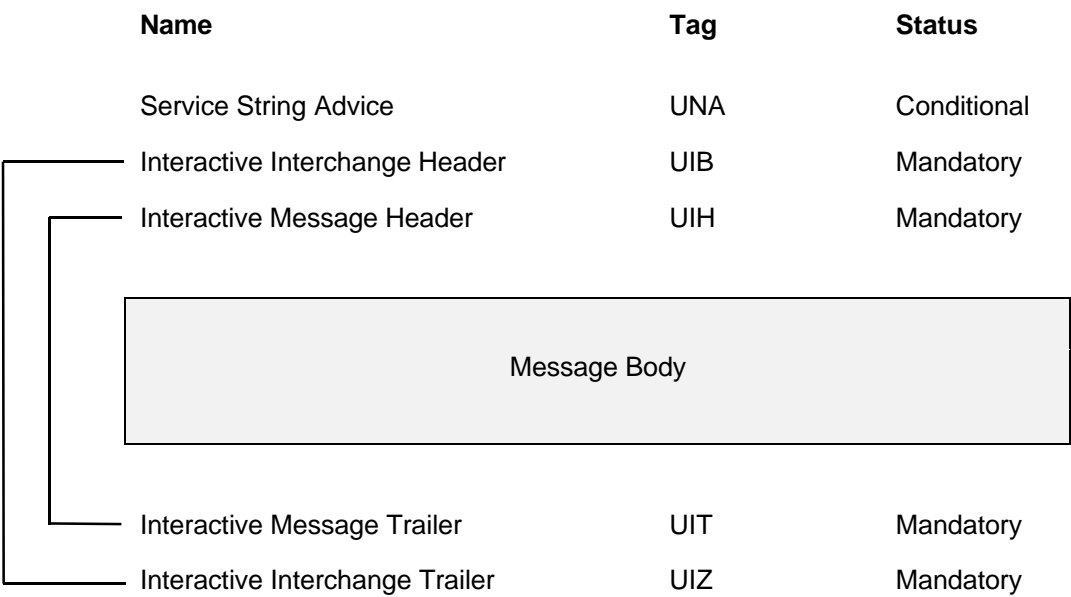 Name Tag Status
Service String Advice UNA Conditional
Interactive Interchange Header UIB Mandatory
Interactive Message Header UIH Mandatory
Message Body
Interactive Message Trailer UIT Mandatory
Interactive Interchange Trailer UIZ Mandatory